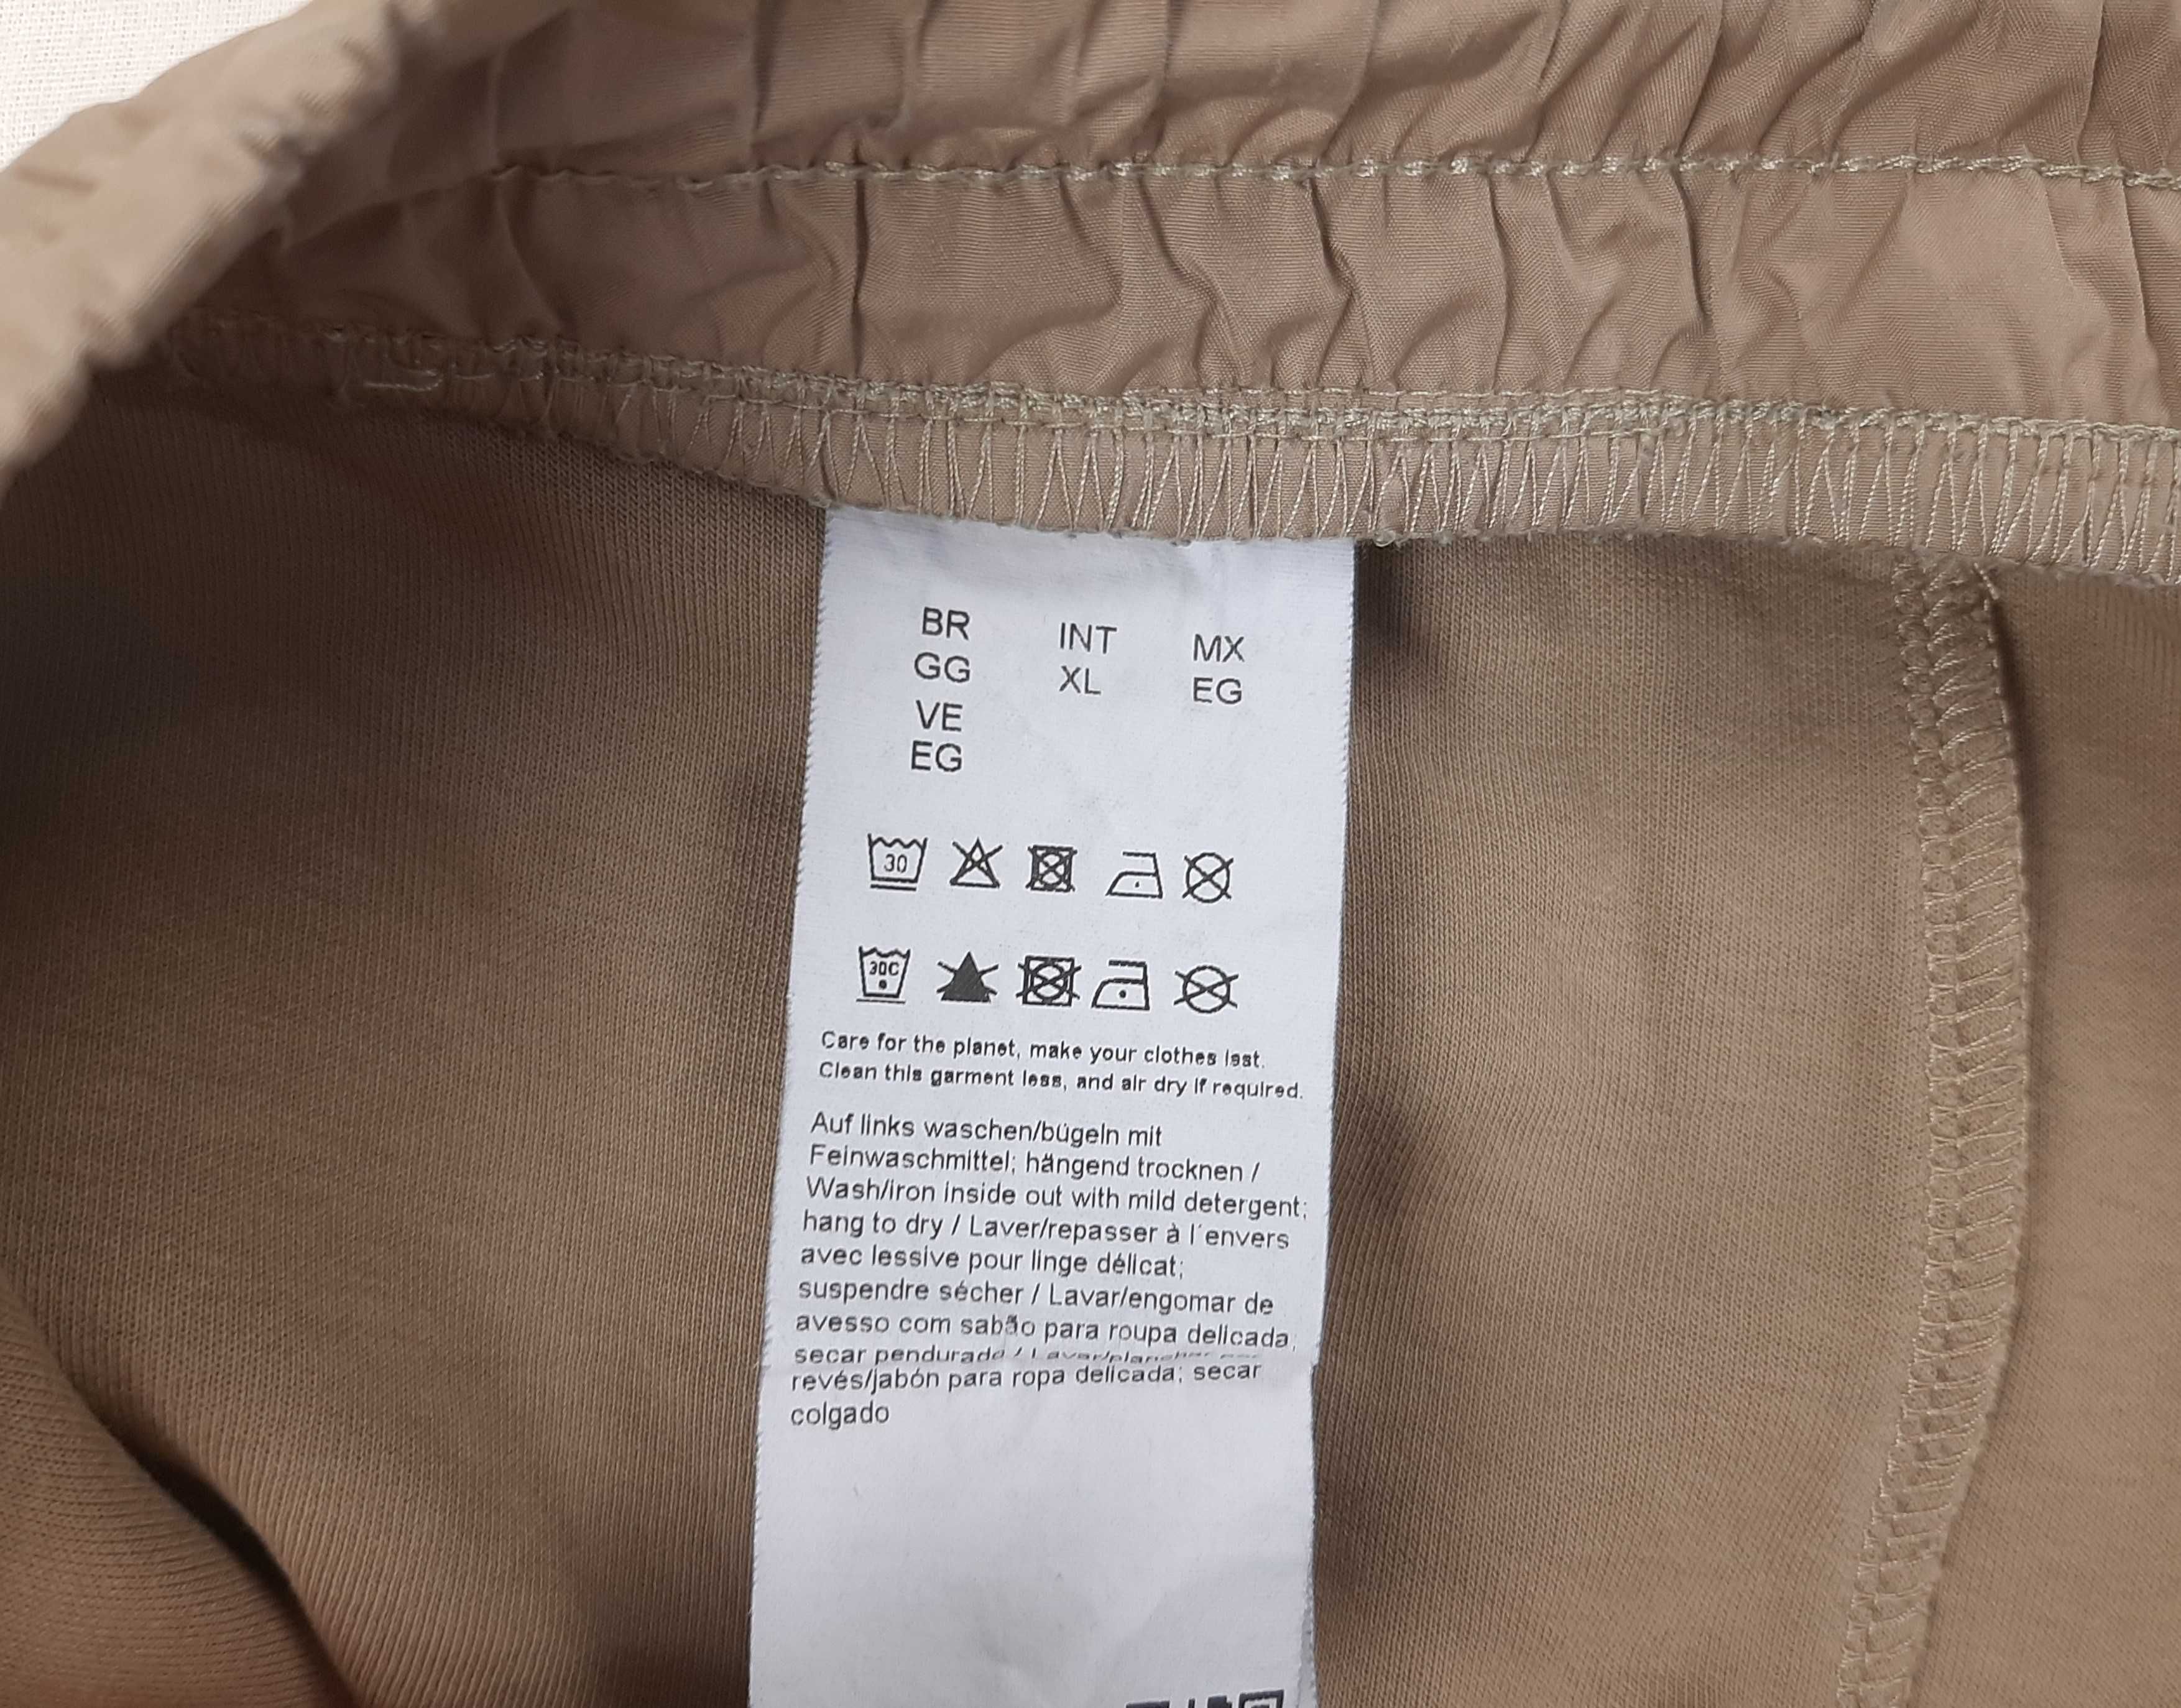 BR INT MX
GG XL EG
VE
EG
30
30C
Care for the planet, make your clothes last.
Clean this garment less, and air dry if required.
Auf links waschen/bügeln mit
Feinwaschmittel; hängend trocknen /
Wash/iron inside out with mild detergent;
hang to dry / Laver/repasser à l´envers
avec lessive pour linge délicat;
suspendre sécher / Lavar/engomar de
avesso com sabão para roupa delicada;
secar pendurado / Lavar/planchar
revés/jabón para ropa delicada; secar
colgado